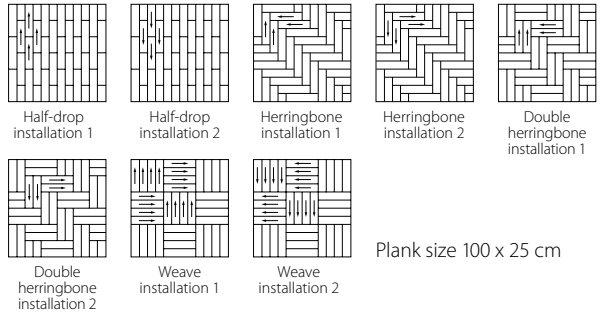 Half-drop
installation 1
Half-drop
installation 2
Herringbone
installation 1
Herringbone
installation 2
Double
herringbone
installation 1
Double
herringbone
installation 2
Weave
installation 1
Weave
installation 2
Plank size 100 x 25 cm